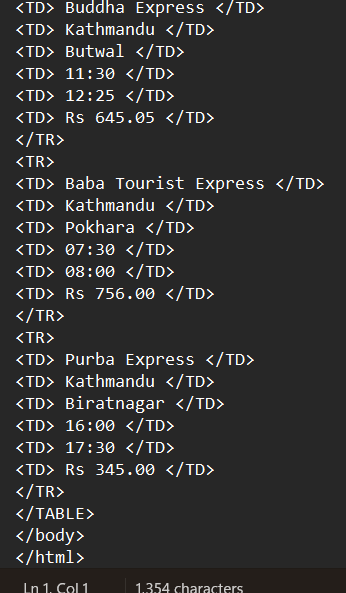 <TD> Buddha Express </TD>
<TD> Kathmandu </TD>
<TD> Butwal </TD>
<TD> 11:30 </TD>
<TD> 12:25 </TD>
<TD> Rs 645.05 </TD>
</TR>
<TR>
<TD> Baba Tourist Express </TD>
<TD> Kathmandu </TD>
<TD> Pokhara </TD>
<TD> 07:30 </TD>
<TD> 08:00 </TD>
<TD> Rs 756.00 </TD>
</TR>
<TR>
<TD> Purba Express </TD>
<TD> Kathmandu </TD>
<TD> Biratnagar </TD>
<TD> 16:00 </TD>
<TD> 17:30 </TD>
<TD> Rs 345.00 </TD>
</TR>
</TABLE>
</body>
</html>
Ln 1, Col 1 1,354 characters